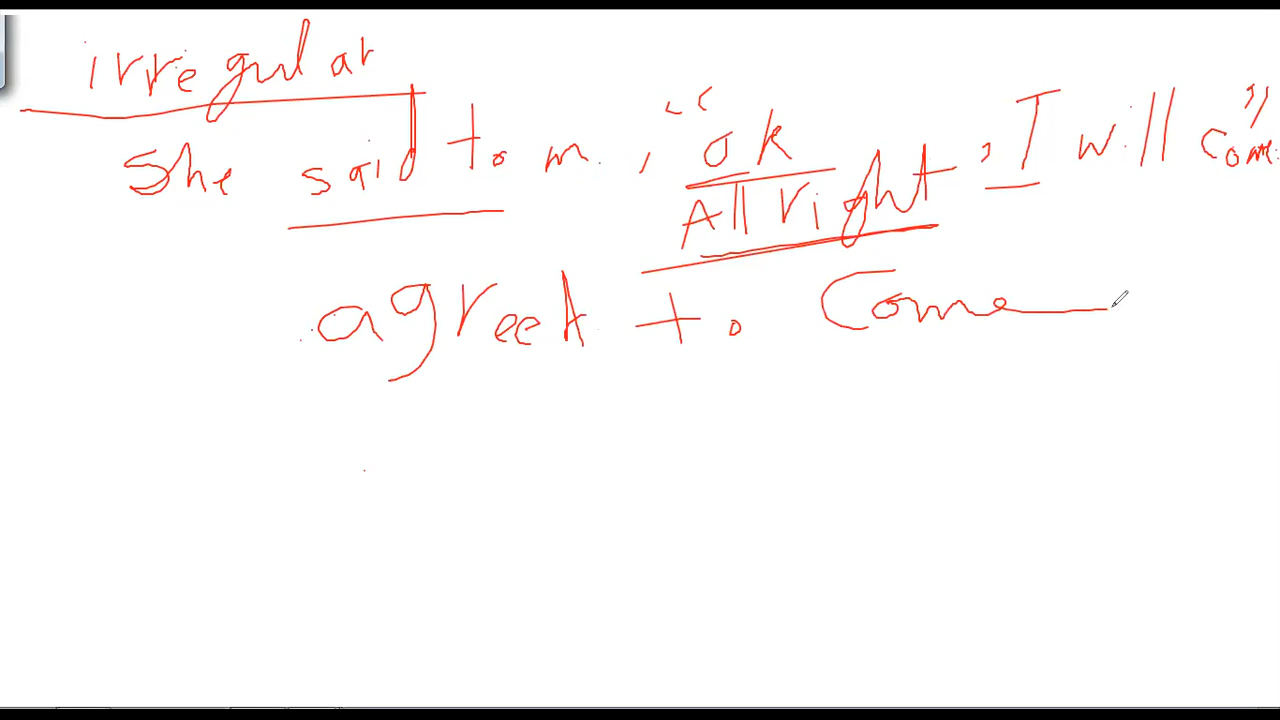 irregular
She said to m. , "ok , I will come."
All right
agreed to Come